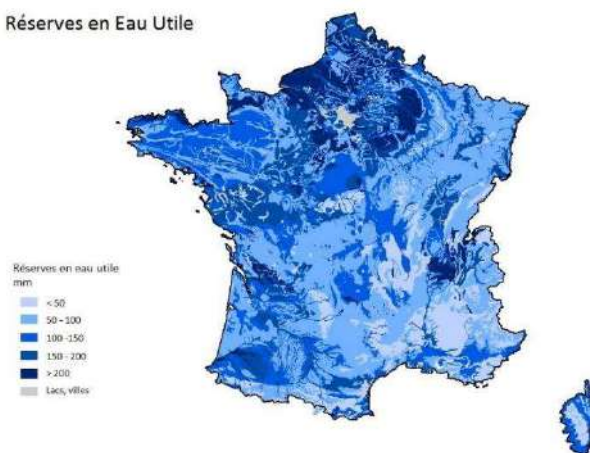 Réserves en Eau Utile
Réserves en eau utile
mm
< 50
50 – 100
100 -150
150 - 200
> 200
Lacs, villes